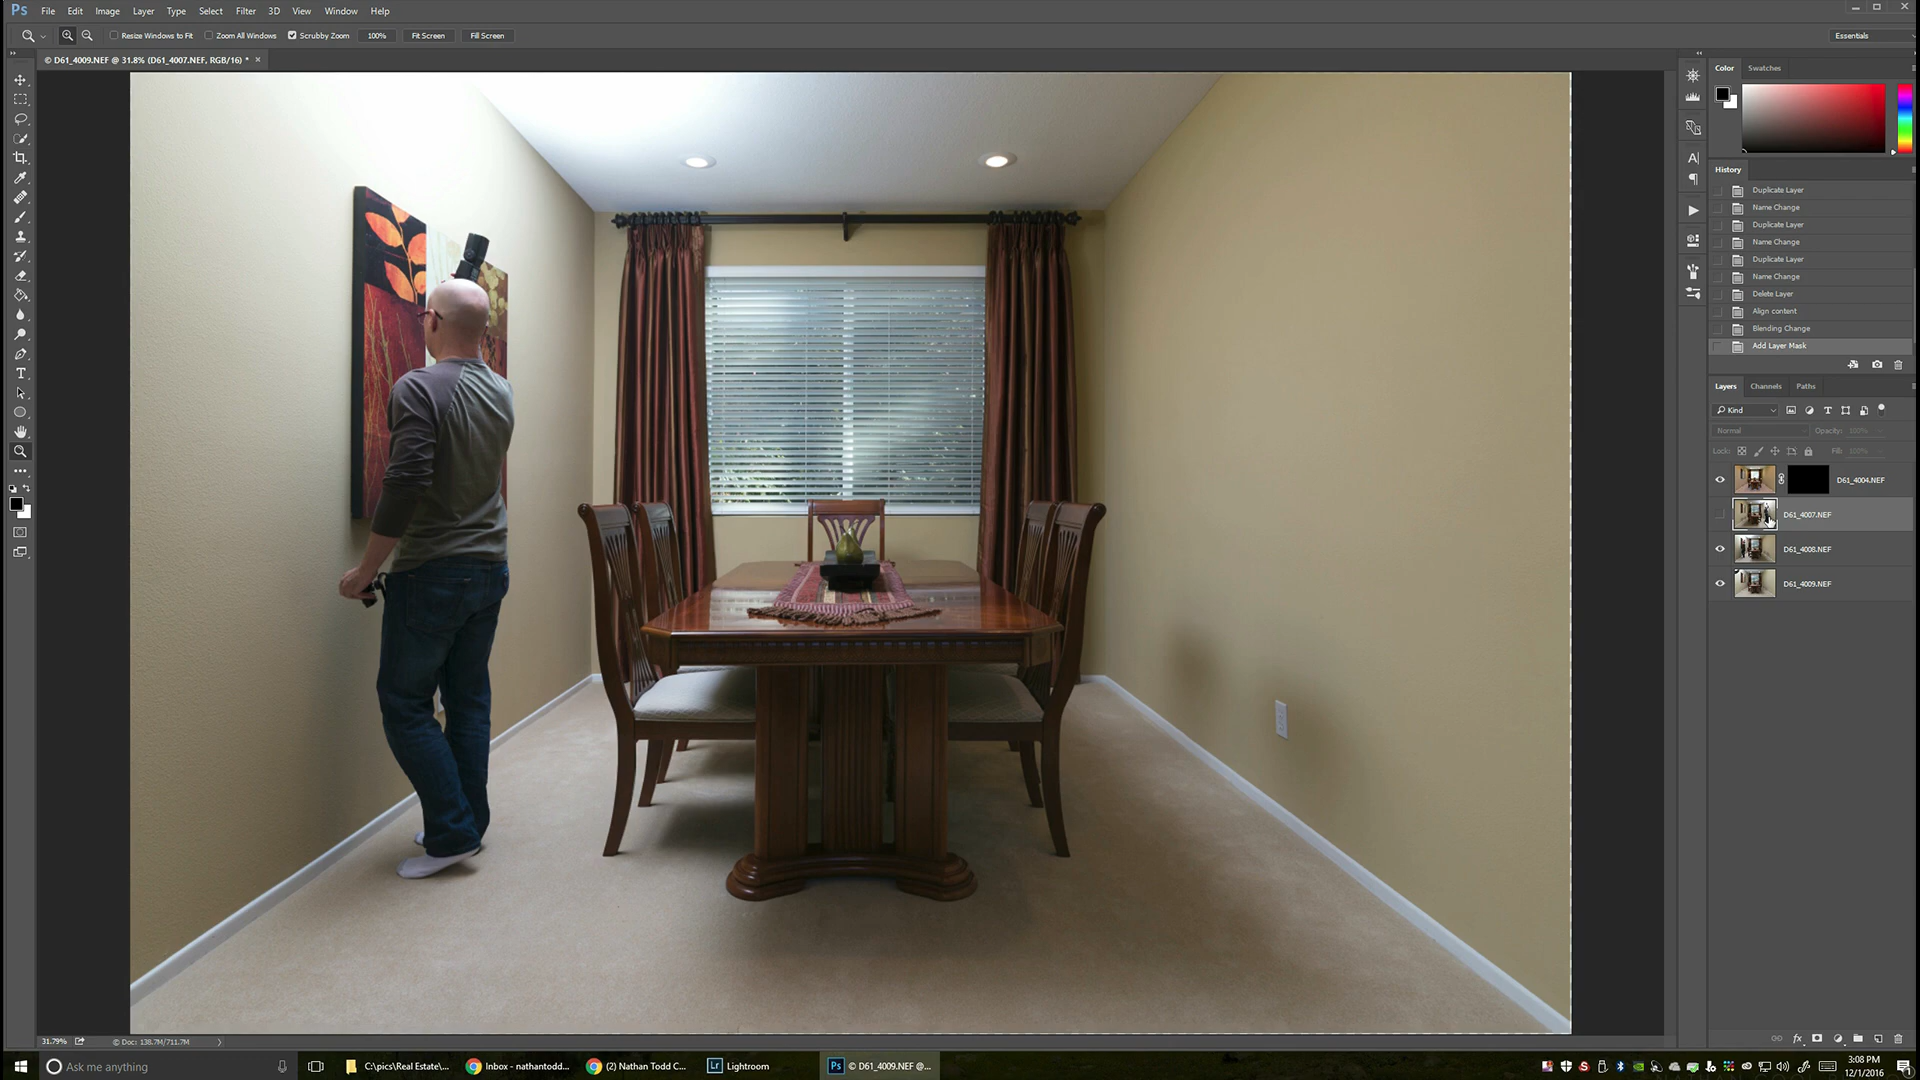 Ps File Edit Image Layer Type Select Filter 3D View Window Help
Resize Windows to Fit Zoom All Windows Scrubby Zoom 100% Fit Screen Fill Screen Essentials
© D61_4009.NEF @ 31.8% (D61_4007.NEF, RGB/16) * ×
Color Swatches
History
Duplicate Layer
Name Change
Duplicate Layer
Name Change
Duplicate Layer
Name Change
Delete Layer
Align content
Blending Change
Add Layer Mask
Layers Channels Paths
Kind
Normal Opacity: 100%
Lock: Fill: 100%
D61_4004.NEF
D61_4007.NEF
D61_4008.NEF
D61_4009.NEF
31.79% © Doc: 138.7M/711.7M
Ask me anything C:\pics\Real Estate\... Inbox - nathantodd... (2) Nathan Todd C... Lr Lightroom Ps © D61_4009.NEF @... 3:08 PM
12/1/2016